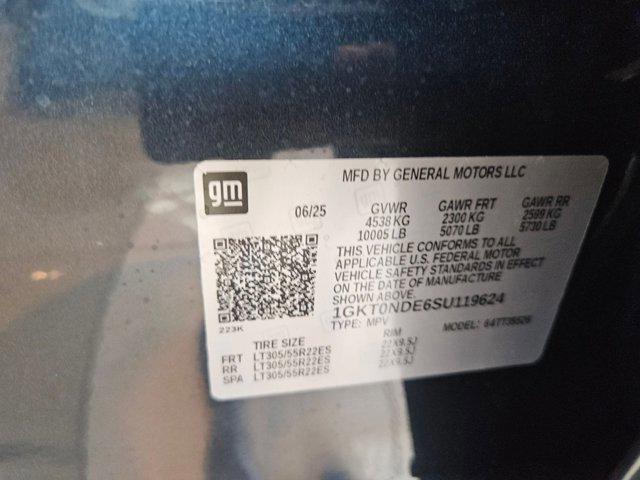 gm
MFD BY GENERAL MOTORS LLC
06/25 GVWR GAWR FRT GAWR RR
4538 KG 2300 KG 2599 KG
10005 LB 5070 LB 5730 LB
THIS VEHICLE CONFORMS TO ALL
APPLICABLE U.S. FEDERAL MOTOR
VEHICLE SAFETY STANDARDS IN EFFECT
ON THE DATE OF MANUFACTURE
SHOWN ABOVE.
1GKT0NDE6SU119624
223K
TYPE: MPV MODEL:
TIRE SIZE RIM
FRT LT305/55R22ES 22X9.5J
RR LT305/55R22ES 22X9.5J
SPA LT305/55R22ES 22X9.5J